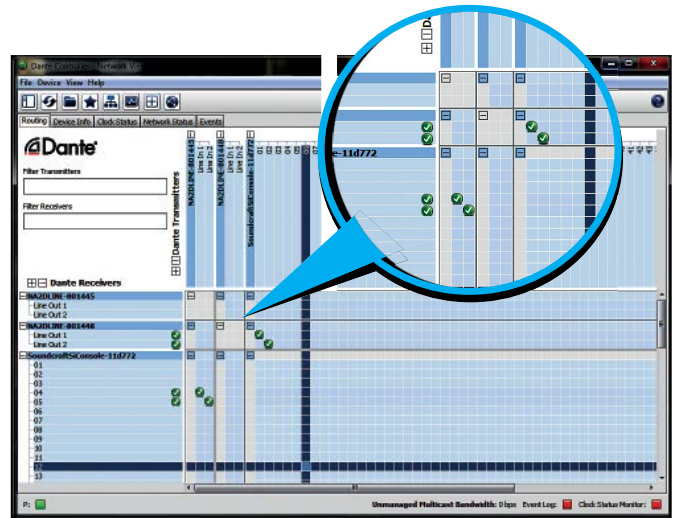 Dante Controller - Network View
File Device View Help
Routing Device Info Clock Status Network Status Events
Dante
Filter Transmitters
Filter Receivers
Dante Transmitters
NA2DLINE-801445
Line In 1
Line In 2
NA2DLINE-801448
Line In 1
Line In 2
SoundcraftSiConsole-11d772
01
02
03
04
05
07
41
42
Dante Receivers
NA2DLINE-801445
Line Out 1
Line Out 2
NA2DLINE-801448
Line Out 1
Line Out 2
SoundcraftSiConsole-11d772
01
02
03
04
05
06
07
08
09
10
11
12
13
e-11d772
P:
Unmanaged Multicast Bandwidth: 0 bps Event Log: Clock Status Monitor: